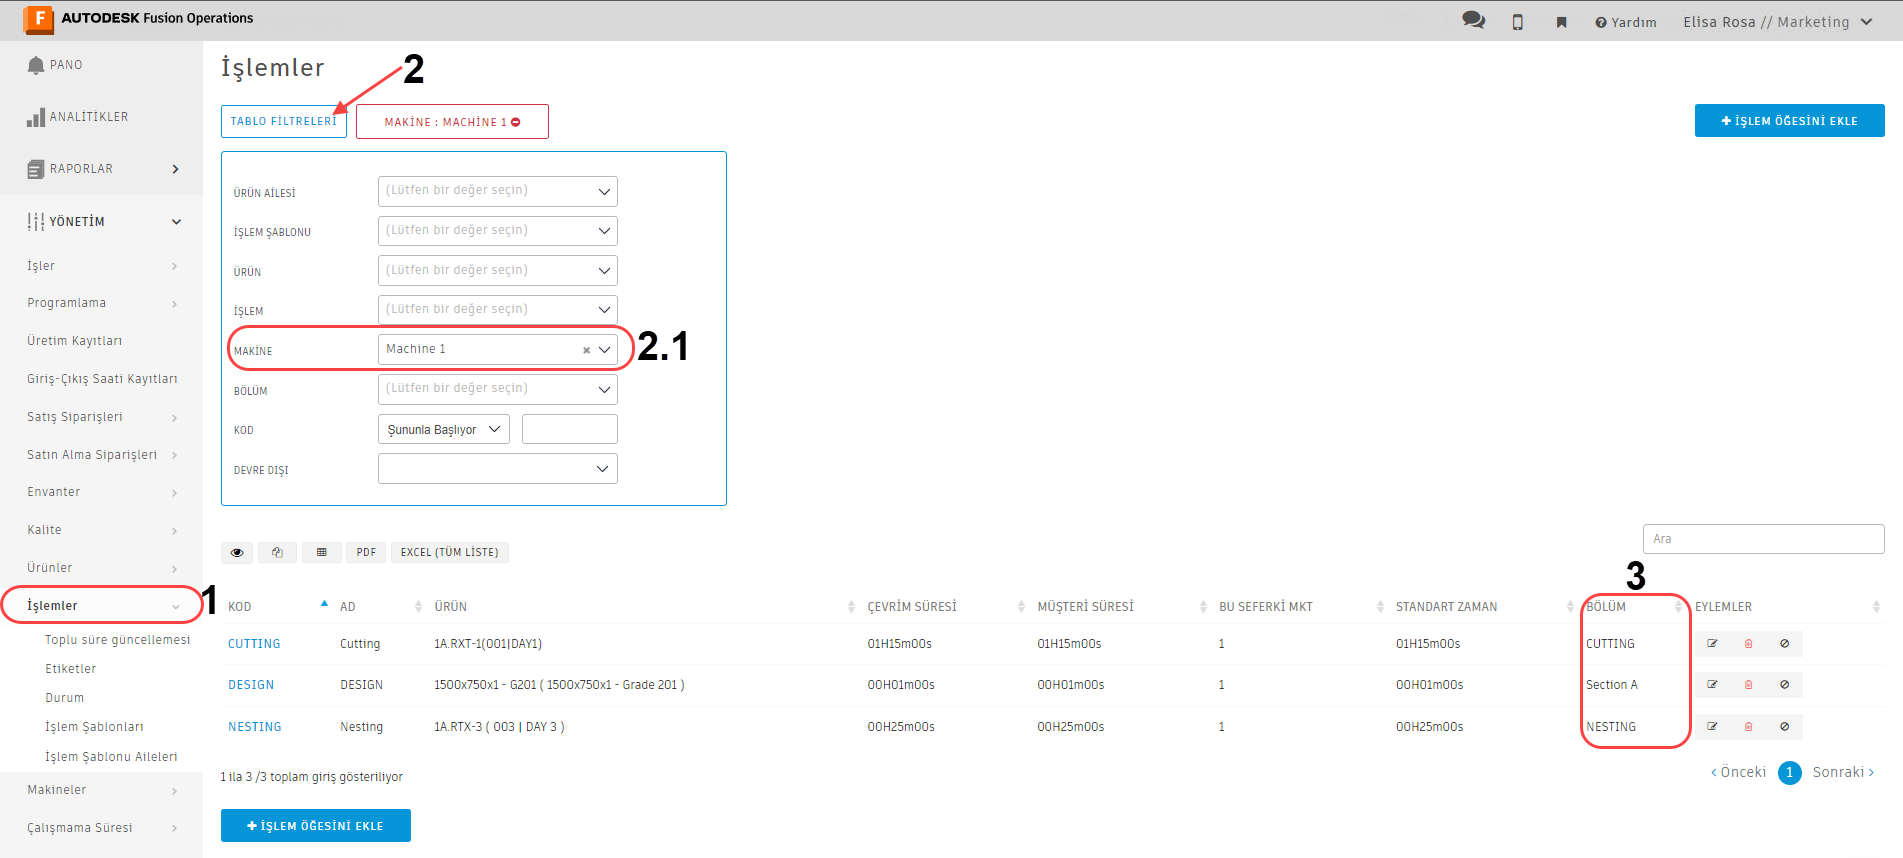 F AUTODESK Fusion Operations
Yardım
Elisa Rosa // Marketing
PANO
ANALİTİKLER
RAPORLAR
YÖNETİM
İşler
Programlama
Üretim Kayıtları
Giriş-Çıkış Saati Kayıtları
Satış Siparişleri
Satın Alma Siparişleri
Envanter
Kalite
Ürünler
İşlemler
1
Toplu süre güncellemesi
Etiketler
Durum
İşlem Şablonları
İşlem Şablonu Aileleri
Makineler
Çalışmama Süresi
İşlemler
2
TABLO FİLTRELERİ
MAKİNE : MACHİNE 1
+ İŞLEM ÖĞESİNİ EKLE
ÜRÜN AİLESİ (Lütfen bir değer seçin)
İŞLEM ŞABLONU (Lütfen bir değer seçin)
ÜRÜN (Lütfen bir değer seçin)
İŞLEM (Lütfen bir değer seçin)
MAKİNE Machine 1 × 2.1
BÖLÜM (Lütfen bir değer seçin)
KOD Şununla Başlıyor
DEVRE DIŞI
PDF EXCEL (TÜM LİSTE)
Ara
3
KOD AD ÜRÜN ÇEVRİM SÜRESİ MÜŞTERİ SÜRESİ BU SEFERKİ MKT STANDART ZAMAN BÖLÜM EYLEMLER
CUTTING Cutting 1A.RXT-1(001|DAY1) 01H15m00s 01H15m00s 1 01H15m00s CUTTING
DESIGN DESIGN 1500x750x1 - G201 ( 1500x750x1 - Grade 201 ) 00H01m00s 00H01m00s 1 00H01m00s Section A
NESTING Nesting 1A.RTX-3 ( 003 | DAY 3 ) 00H25m00s 00H25m00s 1 00H25m00s NESTING
1 ila 3 /3 toplam giriş gösteriliyor
‹ Önceki 1 Sonraki ›
+ İŞLEM ÖĞESİNİ EKLE